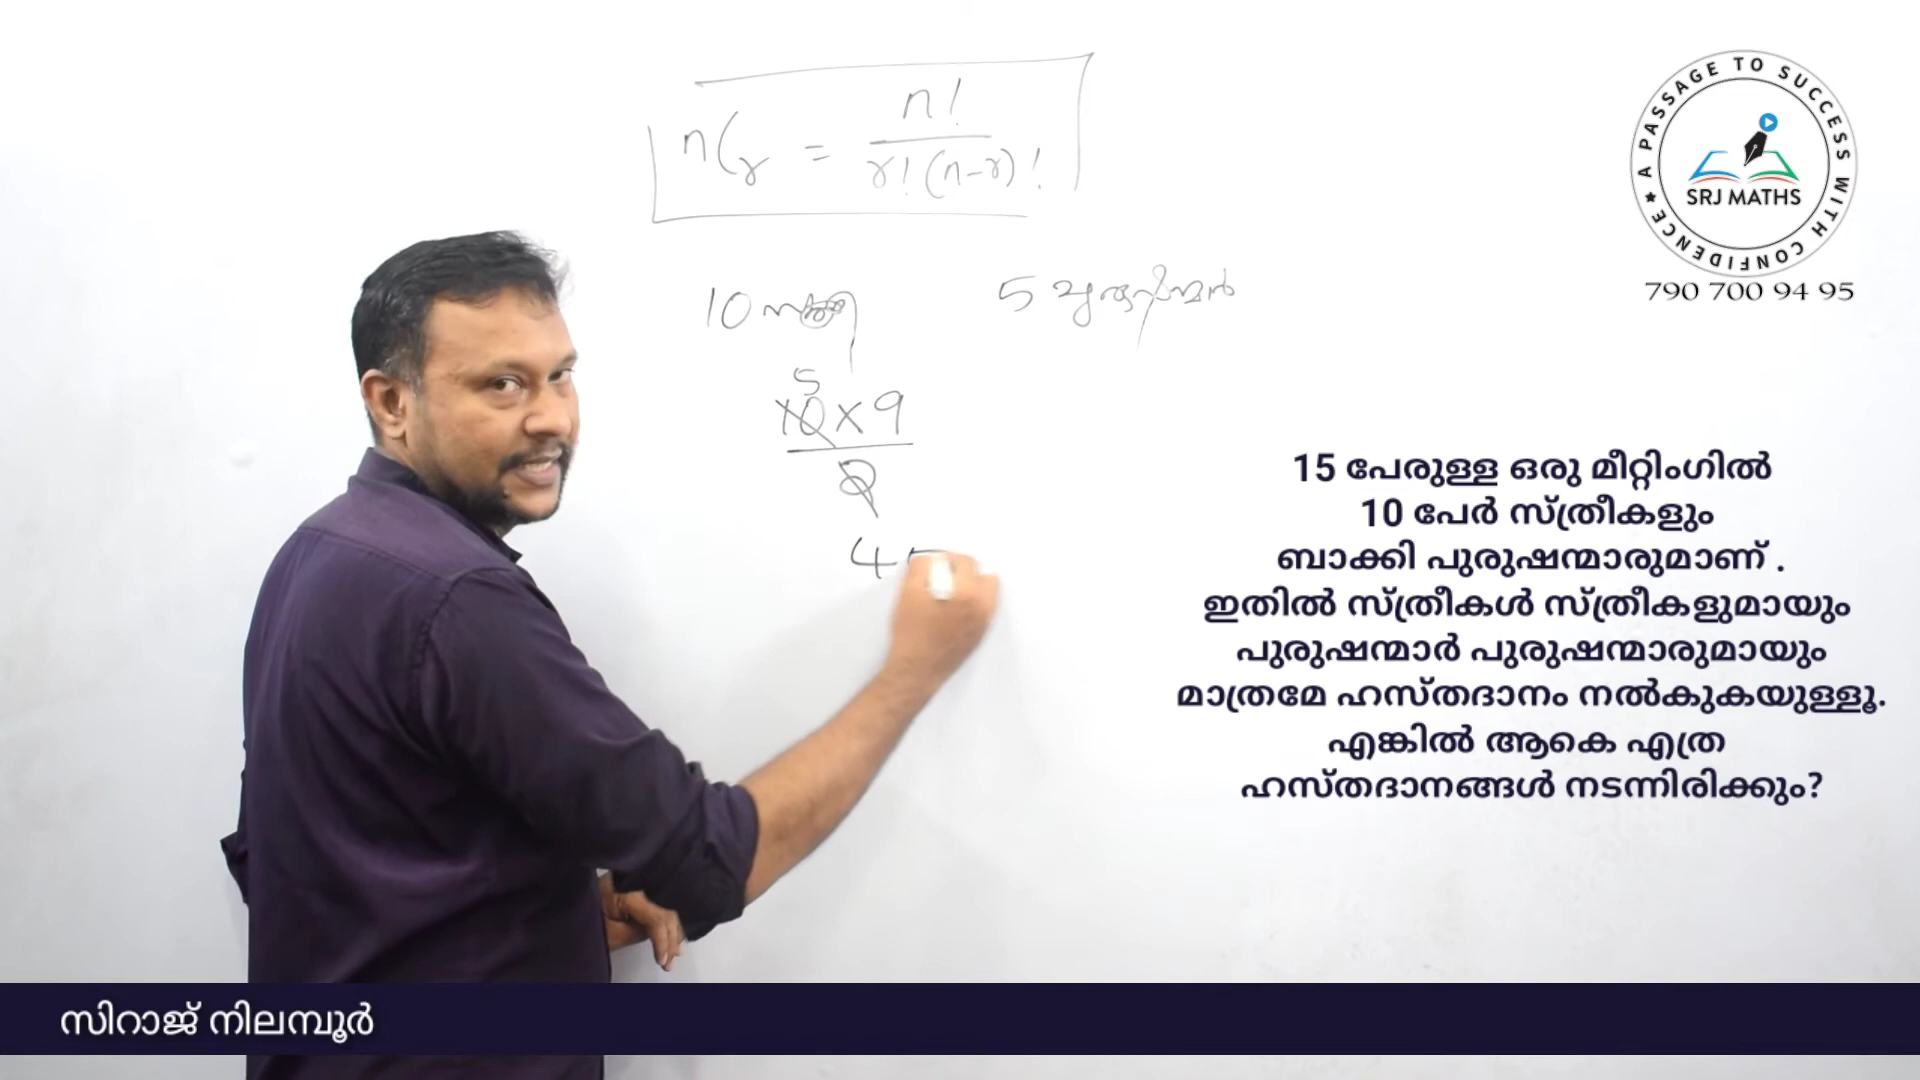 nCr = n! / r!(n-r)!
10 സ്ത്രീ
5 പുരുഷന്മാർ
5
10 × 9
2
4
A PASSAGE TO SUCCESS WITH CONFIDENCE
SRJ MATHS
790 700 94 95
15 പേരുള്ള ഒരു മീറ്റിംഗിൽ
10 പേർ സ്ത്രീകളും
ബാക്കി പുരുഷന്മാരുമാണ് .
ഇതിൽ സ്ത്രീകൾ സ്ത്രീകളുമായും
പുരുഷന്മാർ പുരുഷന്മാരുമായും
മാത്രമേ ഹസ്തദാനം നൽകുകയുള്ളൂ.
എങ്കിൽ ആകെ എത്ര
ഹസ്തദാനങ്ങൾ നടന്നിരിക്കും?
സിറാജ് നിലമ്പൂർ